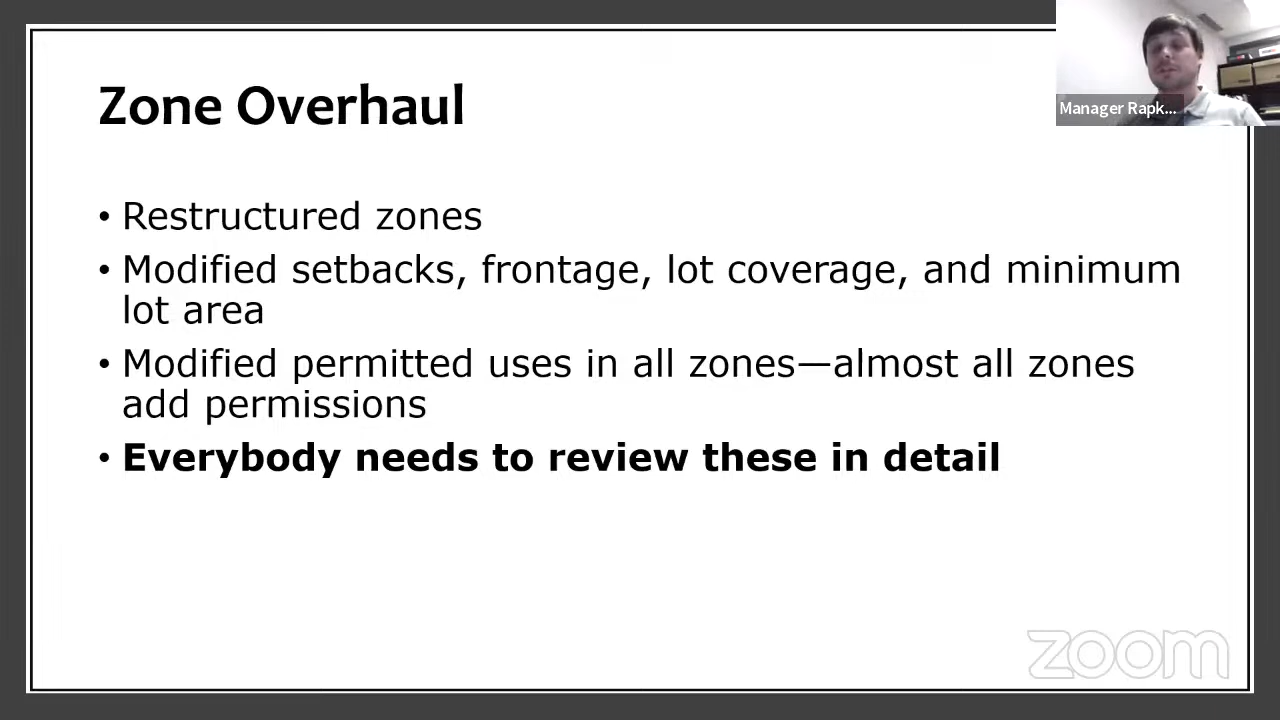 Zone Overhaul
Manager Rapk...
• Restructured zones
• Modified setbacks, frontage, lot coverage, and minimum
lot area
• Modified permitted uses in all zones—almost all zones
add permissions
• Everybody needs to review these in detail
zoom